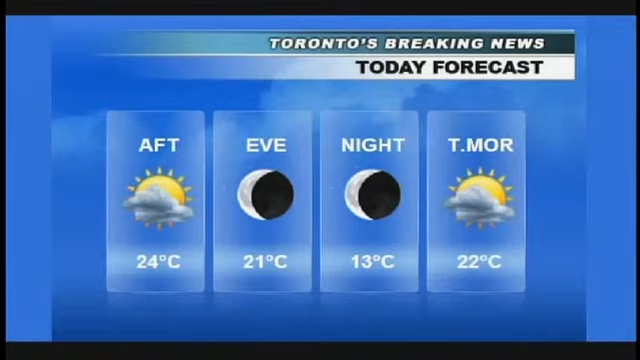 TORONTO'S BREAKING NEWS
TODAY FORECAST
AFT EVE NIGHT T.MOR
24°C 21°C 13°C 22°C